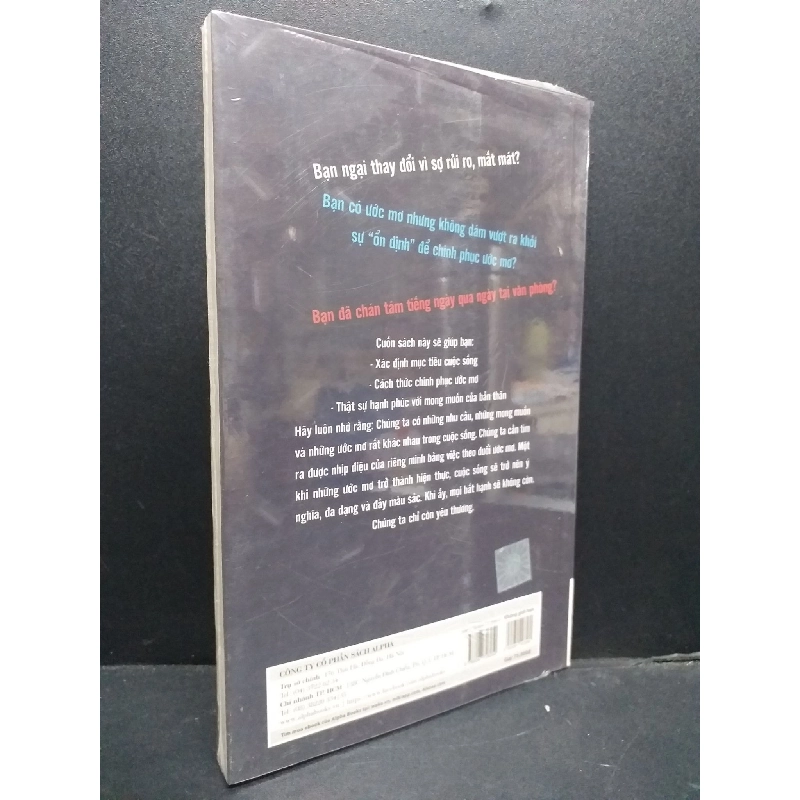 Bạn ngại thay đổi vì sợ rủi ro, mất mát?
Bạn có ước mơ nhưng không dám vượt ra khỏi
sự "ổn định" để chinh phục ước mơ?
Bạn đã chán tám tiếng ngày qua ngày tại văn phòng?
Cuốn sách này sẽ giúp bạn:
- Xác định mục tiêu cuộc sống
- Cách thức chinh phục ước mơ
- Thật sự hạnh phúc với mong muốn của bản thân
Hãy luôn nhớ rằng: Chúng ta có những nhu cầu, những mong muốn
và những ước mơ rất khác nhau trong cuộc sống. Chúng ta cần tìm
ra được nhịp điệu của riêng mình bằng việc theo đuổi ước mơ. Một
khi những ước mơ trở thành hiện thực, cuộc sống sẽ trở nên ý
nghĩa, đa dạng và đầy màu sắc. Khi ấy, mọi bất hạnh sẽ không còn.
Chúng ta chỉ còn yêu thương.
CÔNG TY CỔ PHẦN SÁCH ALPHA
Trụ sở chính:
Chi nhánh TP. HCM: